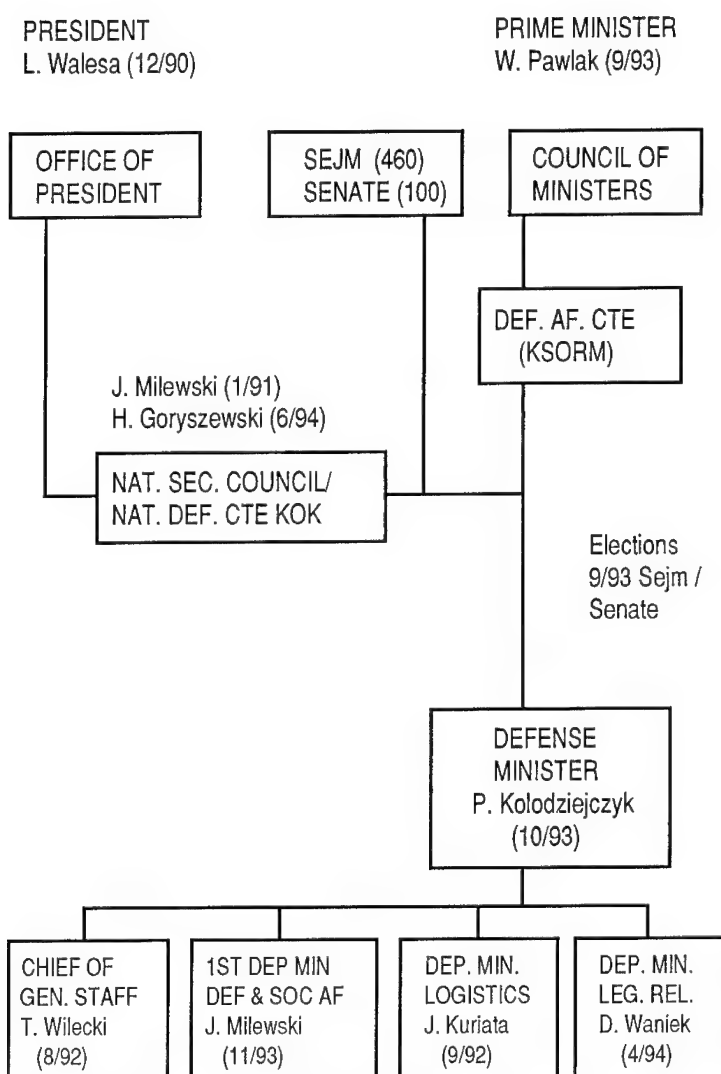 PRESIDENT
L. Walesa (12/90)
PRIME MINISTER
W. Pawlak (9/93)
OFFICE OF
PRESIDENT
SEJM (460)
SENATE (100)
COUNCIL OF
MINISTERS
DEF. AF. CTE
(KSORM)
J. Milewski (1/91)
H. Goryszewski (6/94)
NAT. SEC. COUNCIL/
NAT. DEF. CTE KOK
Elections
9/93 Sejm /
Senate
DEFENSE
MINISTER
P. Kolodziejczyk
(10/93)
CHIEF OF
GEN. STAFF
T. Wilecki
(8/92)
1ST DEP MIN
DEF & SOC AF
J. Milewski
(11/93)
DEP. MIN.
LOGISTICS
J. Kuriata
(9/92)
DEP. MIN.
LEG. REL.
D. Waniek
(4/94)